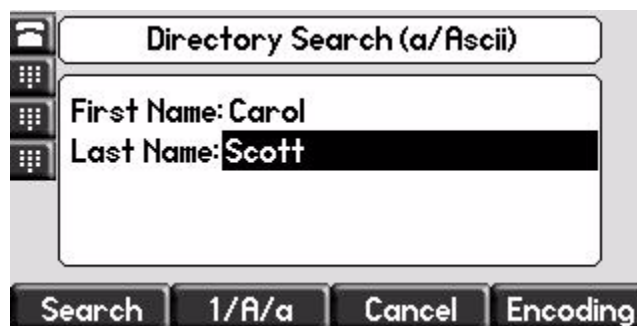 Directory Search (a/Ascii)
First Name: Carol
Last Name: Scott
Search 1/A/a Cancel Encoding